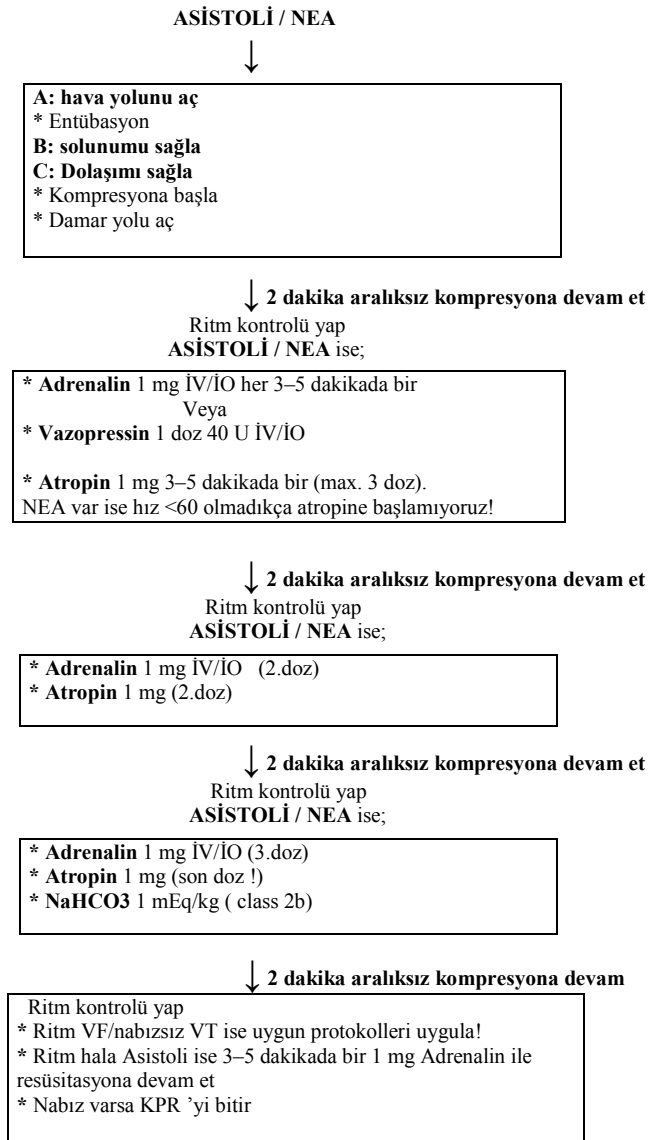 ASİSTOLİ / NEA
↓
A: hava yolunu aç
* Entübasyon
B: solunumu sağla
C: Dolaşımı sağla
* Kompresyona başla
* Damar yolu aç
↓ 2 dakika aralıksız kompresyona devam et
Ritm kontrolü yap
ASİSTOLİ / NEA ise;
* Adrenalin 1 mg İV/İO her 3–5 dakikada bir
Veya
* Vazopressin 1 doz 40 U İV/İO
* Atropin 1 mg 3–5 dakikada bir (max. 3 doz).
NEA var ise hız <60 olmadıkça atropine başlamıyoruz!
↓ 2 dakika aralıksız kompresyona devam et
Ritm kontrolü yap
ASİSTOLİ / NEA ise;
* Adrenalin 1 mg İV/İO (2.doz)
* Atropin 1 mg (2.doz)
↓ 2 dakika aralıksız kompresyona devam et
Ritm kontrolü yap
ASİSTOLİ / NEA ise;
* Adrenalin 1 mg İV/İO (3.doz)
* Atropin 1 mg (son doz !)
* NaHCO3 1 mEq/kg ( class 2b)
↓ 2 dakika aralıksız kompresyona devam
Ritm kontrolü yap
* Ritm VF/nabızsız VT ise uygun protokolleri uygula!
* Ritm hala Asistoli ise 3–5 dakikada bir 1 mg Adrenalin ile
resüsitasyona devam et
* Nabız varsa KPR ’yi bitir